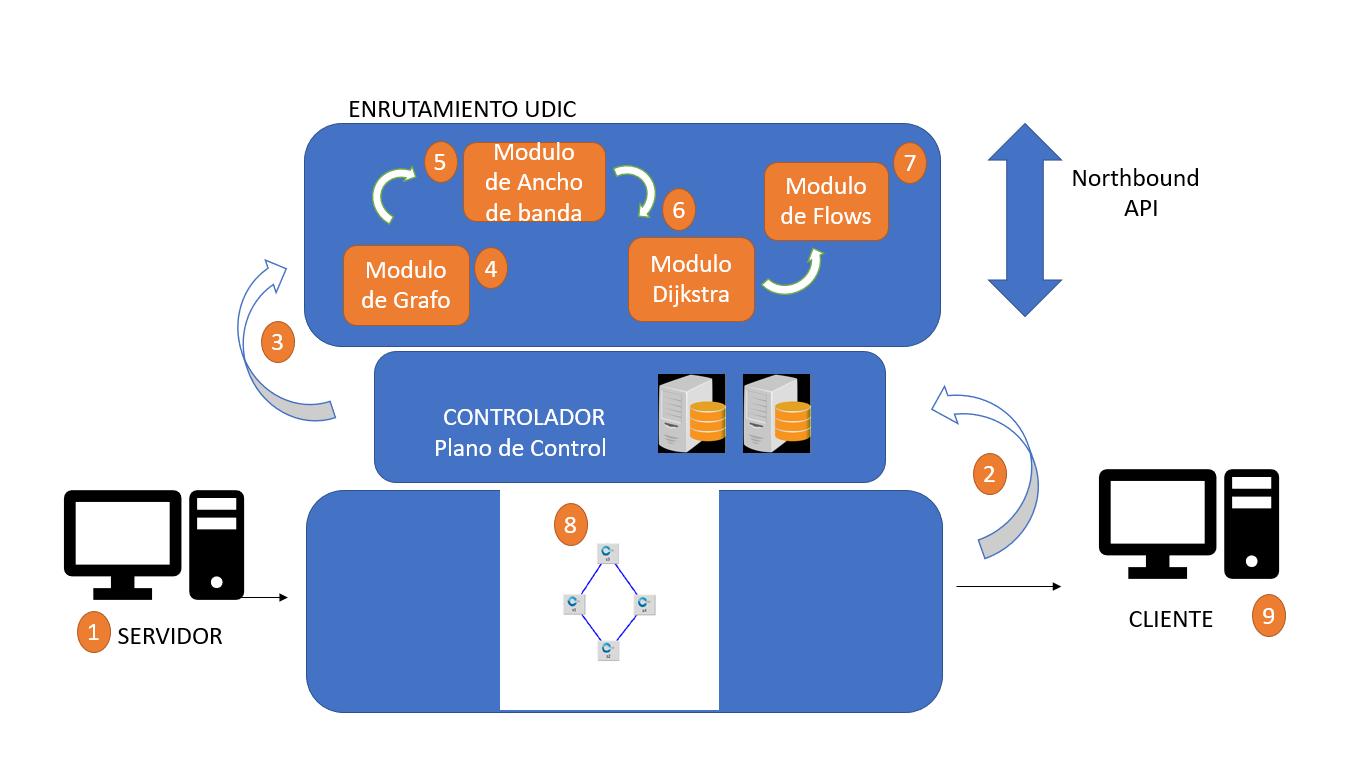 ENRUTAMIENTO UDIC
5
Modulo
de Ancho
de banda
7
Modulo
de Flows
6
Modulo
de Grafo
4
Modulo
Dijkstra
Northbound
API
3
CONTROLADOR
Plano de Control
2
8
1
SERVIDOR
CLIENTE
9